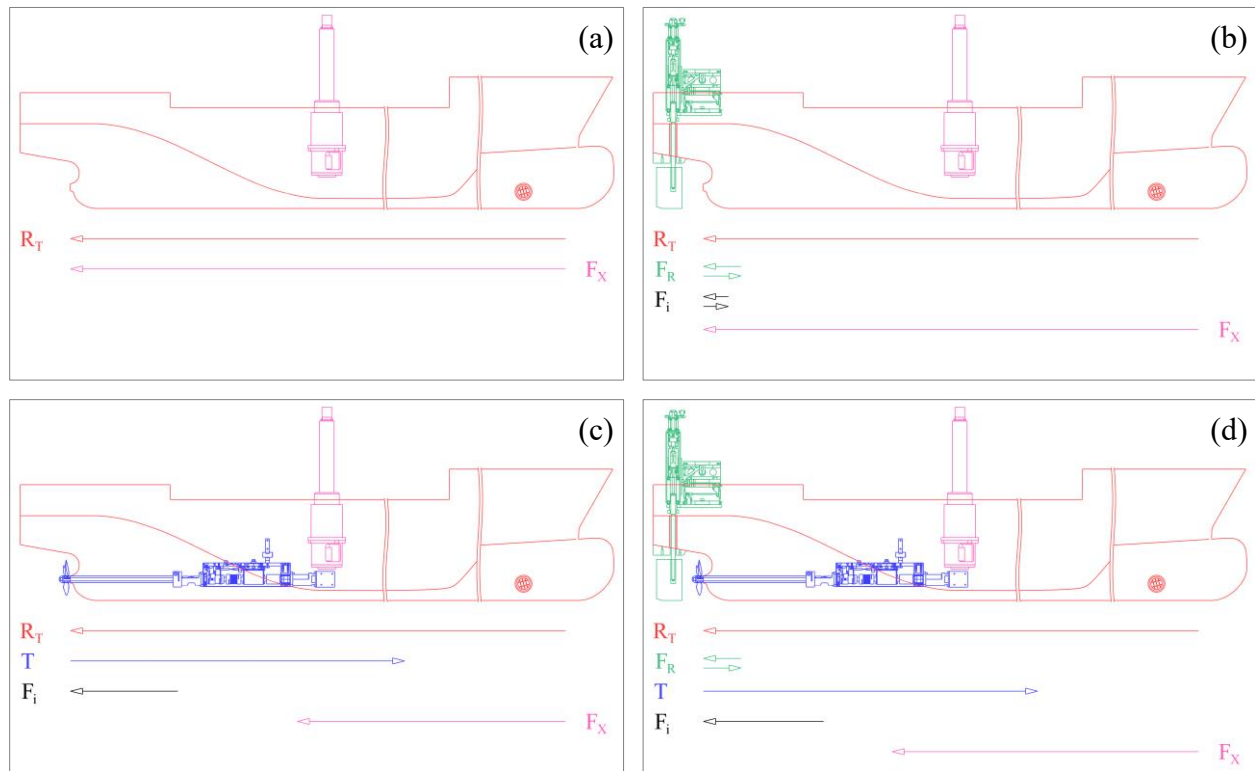 (a)
R_T
F_X
(b)
R_T
F_R
F_i
F_X
(c)
R_T
T
F_i
F_X
(d)
R_T
F_R
T
F_i
F_X